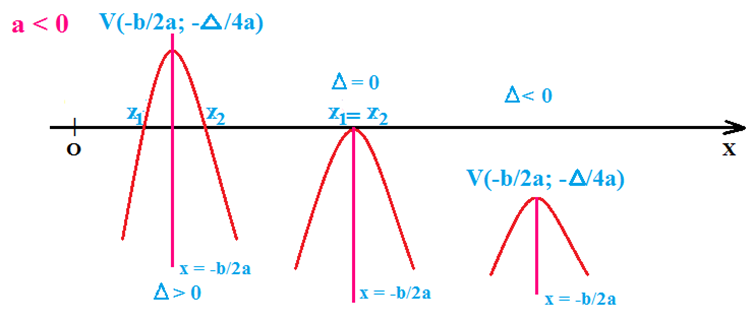 a < 0
V(-b/2a; -Δ/4a)
Δ = 0
Δ < 0
x₁
x₂
x₁= x₂
O
X
V(-b/2a; -Δ/4a)
x = -b/2a
Δ > 0
x = -b/2a
x = -b/2a